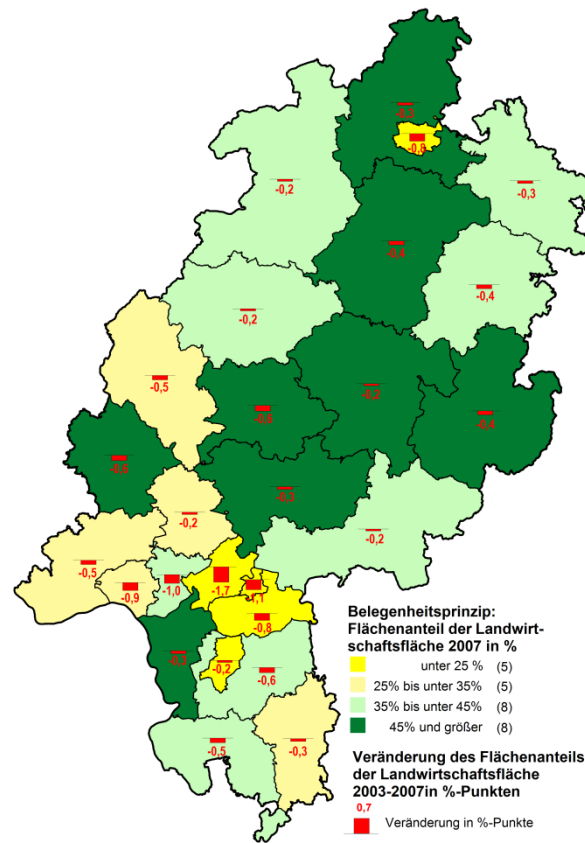 -0,3
-0,8
-0,2
-0,3
-0,4
-0,4
-0,2
-0,5
-0,2
-0,6
-0,4
-0,6
-0,3
-0,2
-0,2
-0,5
-0,9
-1,0
-1,7
-1,1
-0,8
-0,2
-0,6
-0,5
-0,3
Belegenheitsprinzip:
Flächenanteil der Landwirt-
schaftsfläche 2007 in %
unter 25 % (5)
25% bis unter 35% (5)
35% bis unter 45% (8)
45% und größer (8)
Veränderung des Flächenanteils
der Landwirtschaftsfläche
2003-2007in %-Punkten
0,7
Veränderung in %-Punkte